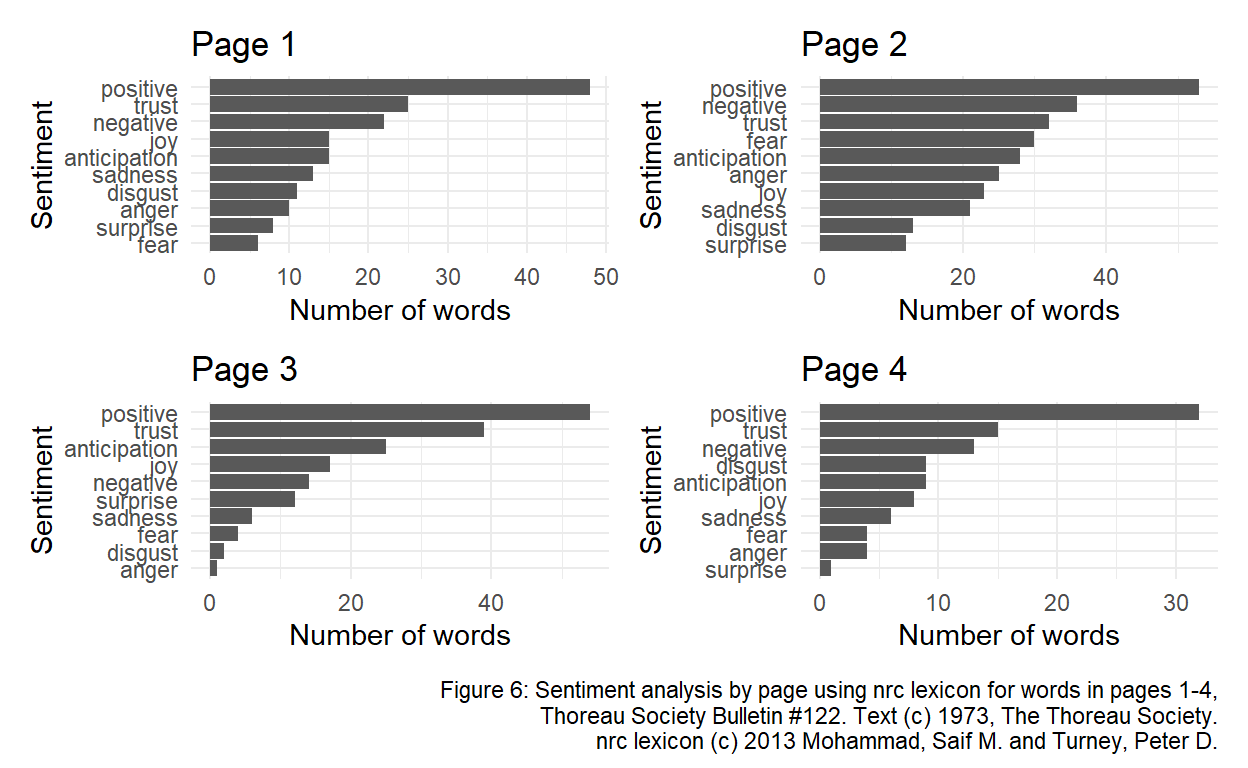 Page 1
Sentiment
positive
trust
negative
joy
anticipation
sadness
disgust
anger
surprise
fear
0 10 20 30 40 50
Number of words
Page 2
Sentiment
positive
negative
trust
fear
anticipation
anger
joy
sadness
disgust
surprise
0 20 40
Number of words
Page 3
Sentiment
positive
trust
anticipation
joy
negative
surprise
sadness
fear
disgust
anger
0 20 40
Number of words
Page 4
Sentiment
positive
trust
negative
disgust
anticipation
joy
sadness
fear
anger
surprise
0 10 20 30
Number of words
Figure 6: Sentiment analysis by page using nrc lexicon for words in pages 1-4,
Thoreau Society Bulletin #122. Text (c) 1973, The Thoreau Society.
nrc lexicon (c) 2013 Mohammad, Saif M. and Turney, Peter D.